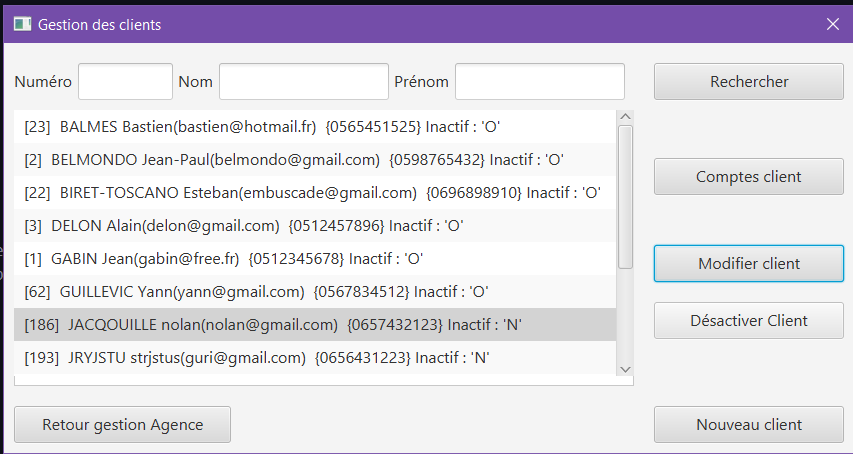 Gestion des clients
Numéro Nom Prénom Rechercher
[23] BALMES Bastien(bastien@hotmail.fr) {0565451525} Inactif : 'O'
[2] BELMONDO Jean-Paul(belmondo@gmail.com) {0598765432} Inactif : 'O'
Comptes client
[22] BIRET-TOSCANO Esteban(embuscade@gmail.com) {0696898910} Inactif : 'O'
[3] DELON Alain(delon@gmail.com) {0512457896} Inactif : 'O'
[1] GABIN Jean(gabin@free.fr) {0512345678} Inactif : 'O'
Modifier client
[62] GUILLEVIC Yann(yann@gmail.com) {0567834512} Inactif : 'O'
[186] JACQOUILLE nolan(nolan@gmail.com) {0657432123} Inactif : 'N'
Désactiver Client
[193] JRYJSTU strjstus(guri@gmail.com) {0656431223} Inactif : 'N'
Retour gestion Agence
Nouveau client